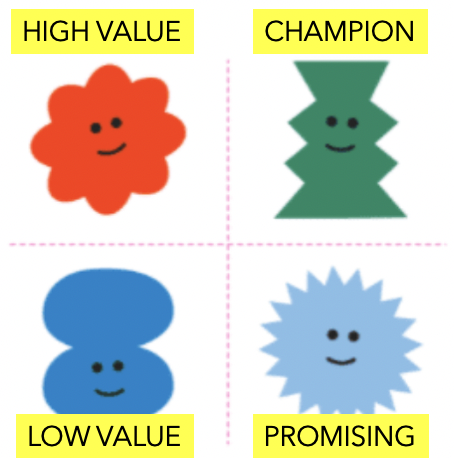 HIGH VALUE
CHAMPION
LOW VALUE
PROMISING